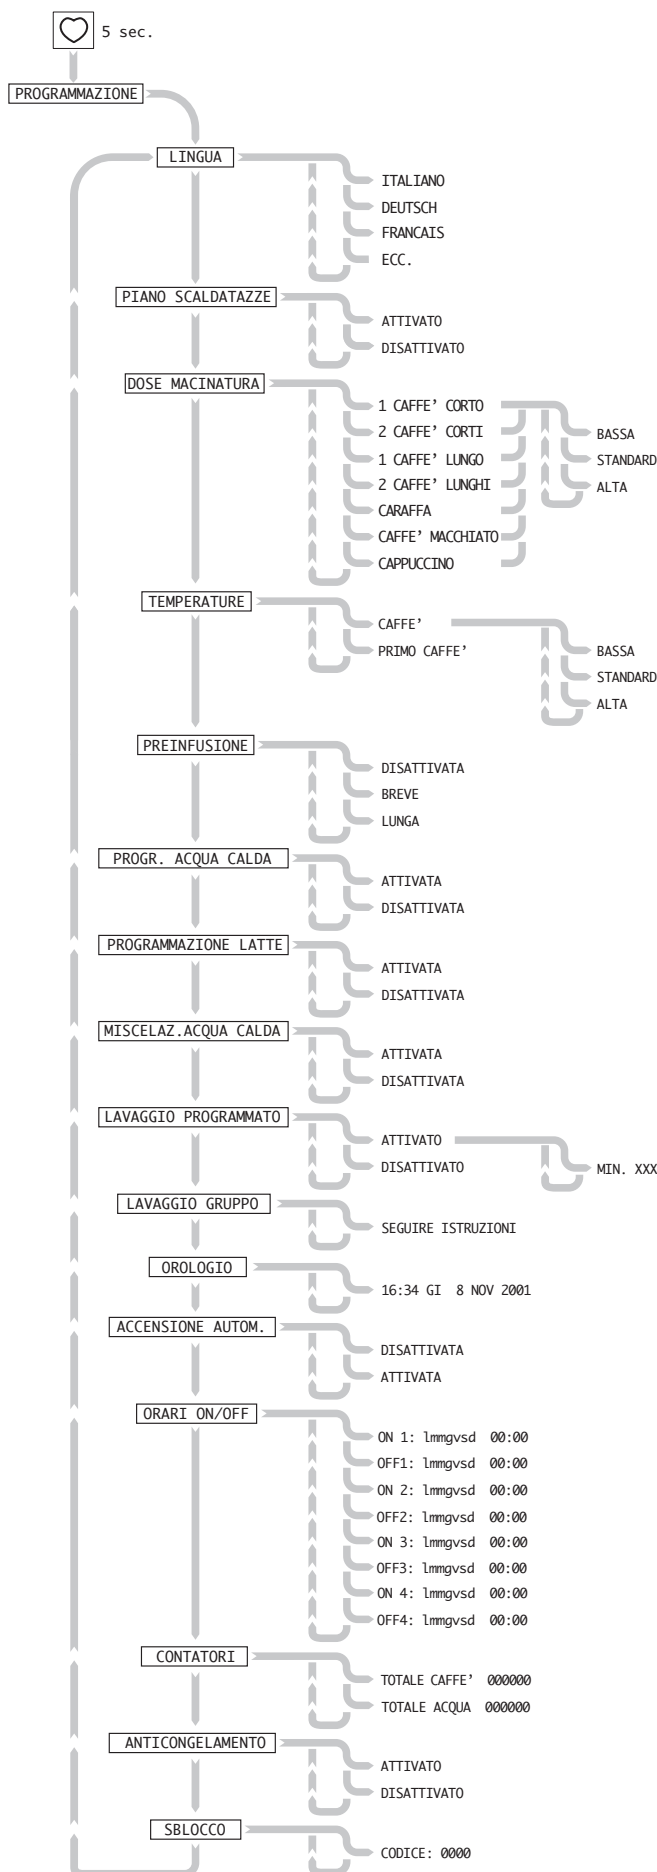 5 sec.
PROGRAMMAZIONE
LINGUA
ITALIANO
DEUTSCH
FRANCAIS
ECC.
PIANO SCALDATAZZE
ATTIVATO
DISATTIVATO
DOSE MACINATURA
1 CAFFE’ CORTO
2 CAFFE’ CORTI
1 CAFFE’ LUNGO
2 CAFFE’ LUNGHI
CARAFFA
CAFFE’ MACCHIATO
CAPPUCCINO
BASSA
STANDARD
ALTA
TEMPERATURE
CAFFE’
PRIMO CAFFE’
BASSA
STANDARD
ALTA
PREINFUSIONE
DISATTIVATA
BREVE
LUNGA
PROGR. ACQUA CALDA
ATTIVATA
DISATTIVATA
PROGRAMMAZIONE LATTE
ATTIVATA
DISATTIVATA
MISCELAZ.ACQUA CALDA
ATTIVATA
DISATTIVATA
LAVAGGIO PROGRAMMATO
ATTIVATO
DISATTIVATO
MIN. XXX
LAVAGGIO GRUPPO
SEGUIRE ISTRUZIONI
OROLOGIO
16:34 GI 8 NOV 2001
ACCENSIONE AUTOM.
DISATTIVATA
ATTIVATA
ORARI ON/OFF
ON 1: lmmgvsd 00:00
OFF1: lmmgvsd 00:00
ON 2: lmmgvsd 00:00
OFF2: lmmgvsd 00:00
ON 3: lmmgvsd 00:00
OFF3: lmmgvsd 00:00
ON 4: lmmgvsd 00:00
OFF4: lmmgvsd 00:00
CONTATORI
TOTALE CAFFE’ 000000
TOTALE ACQUA 000000
ANTICONGELAMENTO
ATTIVATO
DISATTIVATO
SBLOCCO
CODICE: 0000